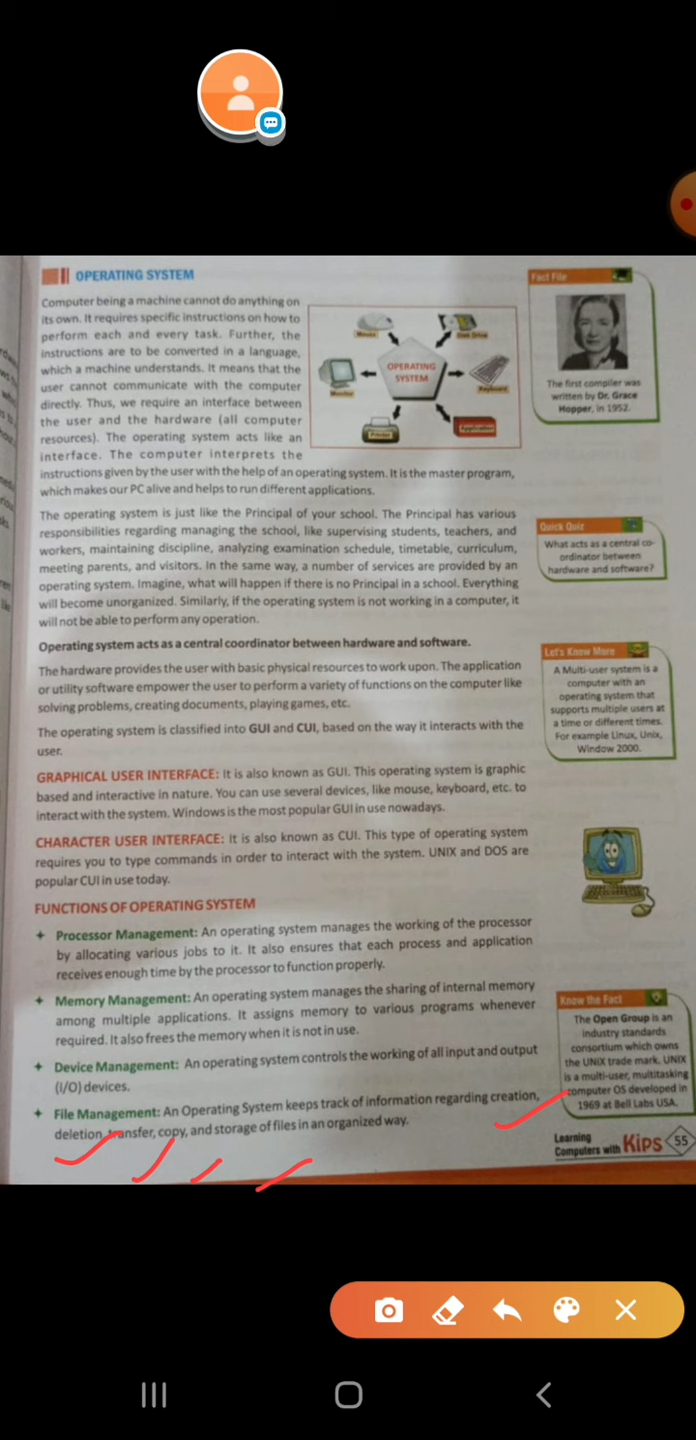 OPERATING SYSTEM
Computer being a machine cannot do anything on
its own. It requires specific instructions on how to
perform each and every task. Further, the
instructions are to be converted in a language,
which a machine understands. It means that the
user cannot communicate with the computer
directly. Thus, we require an interface between
the user and the hardware (all computer
resources). The operating system acts like an
interface. The computer interprets the
instructions given by the user with the help of an operating system. It is the master program,
which makes our PC alive and helps to run different applications.
Mouse
Disk Drive
Monitor
OPERATING
SYSTEM
Keyboard
Printer
Application
Fact File
The first compiler was
written by Dr. Grace
Hopper, in 1952.
The operating system is just like the Principal of your school. The Principal has various
responsibilities regarding managing the school, like supervising students, teachers, and
workers, maintaining discipline, analyzing examination schedule, timetable, curriculum,
meeting parents, and visitors. In the same way, a number of services are provided by an
operating system. Imagine, what will happen if there is no Principal in a school. Everything
will become unorganized. Similarly, if the operating system is not working in a computer, it
will not be able to perform any operation.
Quick Quiz
What acts as a central co-
ordinator between
hardware and software?
Operating system acts as a central coordinator between hardware and software.
The hardware provides the user with basic physical resources to work upon. The application
or utility software empower the user to perform a variety of functions on the computer like
solving problems, creating documents, playing games, etc.
The operating system is classified into GUI and CUI, based on the way it interacts with the
user.
Let's Know More
A Multi-user system is a
computer with an
operating system that
supports multiple users at
a time or different times.
For example Linux, Unix,
Window 2000.
GRAPHICAL USER INTERFACE: It is also known as GUI. This operating system is graphic
based and interactive in nature. You can use several devices, like mouse, keyboard, etc. to
interact with the system. Windows is the most popular GUI in use nowadays.
CHARACTER USER INTERFACE: It is also known as CUI. This type of operating system
requires you to type commands in order to interact with the system. UNIX and DOS are
popular CUI in use today.
FUNCTIONS OF OPERATING SYSTEM
Processor Management: An operating system manages the working of the processor
by allocating various jobs to it. It also ensures that each process and application
receives enough time by the processor to function properly.
Memory Management: An operating system manages the sharing of internal memory
among multiple applications. It assigns memory to various programs whenever
required. It also frees the memory when it is not in use.
Device Management: An operating system controls the working of all input and output
(I/O) devices.
File Management: An Operating System keeps track of information regarding creation,
deletion, transfer, copy, and storage of files in an organized way.
Know the Fact
The Open Group is an
industry standards
consortium which owns
the UNIX trade mark. UNIX
is a multi-user, multitasking
computer OS developed in
1969 at Bell Labs USA.
Learning
Computers with Kips 55